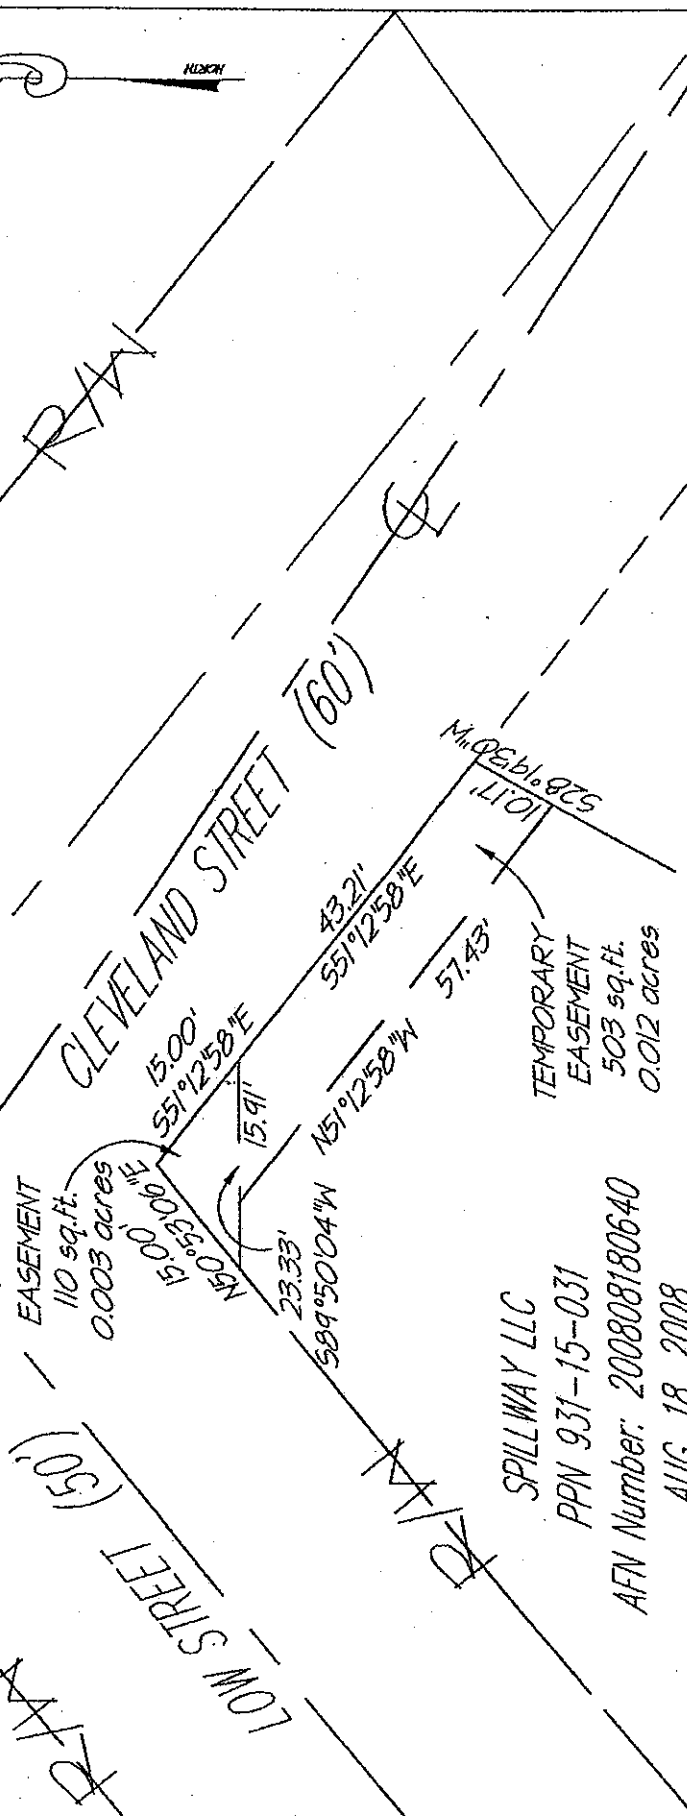 NORTH
R/W
CLEVELAND STREET (60')
CL
EASEMENT
110 sq.ft.
0.003 acres
15.00'
S51°12'58"E
15.00'
N50°53'06"E
15.91'
43.21'
S51°12'58"E
10.17'
S28°19'30"W
N51°12'58"W 57.43'
23.33'
S89°50'04"W
TEMPORARY
EASEMENT
503 sq.ft.
0.012 acres
LOW STREET (50')
R/W
R/W
SPILLWAY LLC
PPN 931-15-031
AFN Number: 200808180640
AUG. 18, 2008